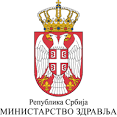 Република Србија
МИНИСТАРСТВО ЗДРАВЉА